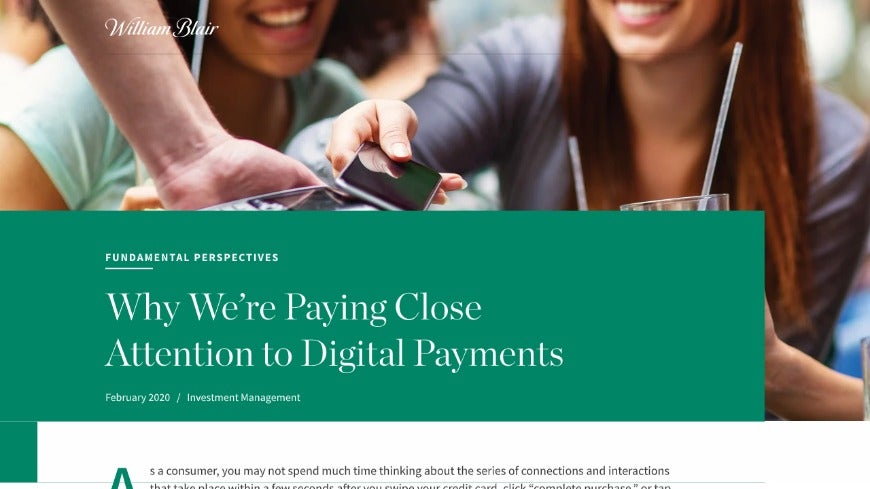 William Blair
FUNDAMENTAL PERSPECTIVES
Why We’re Paying Close
Attention to Digital Payments
February 2020 / Investment Management
As a consumer, you may not spend much time thinking about the series of connections and interactions
that take place within a few seconds after you swipe your credit card, click “complete purchase,” or tap